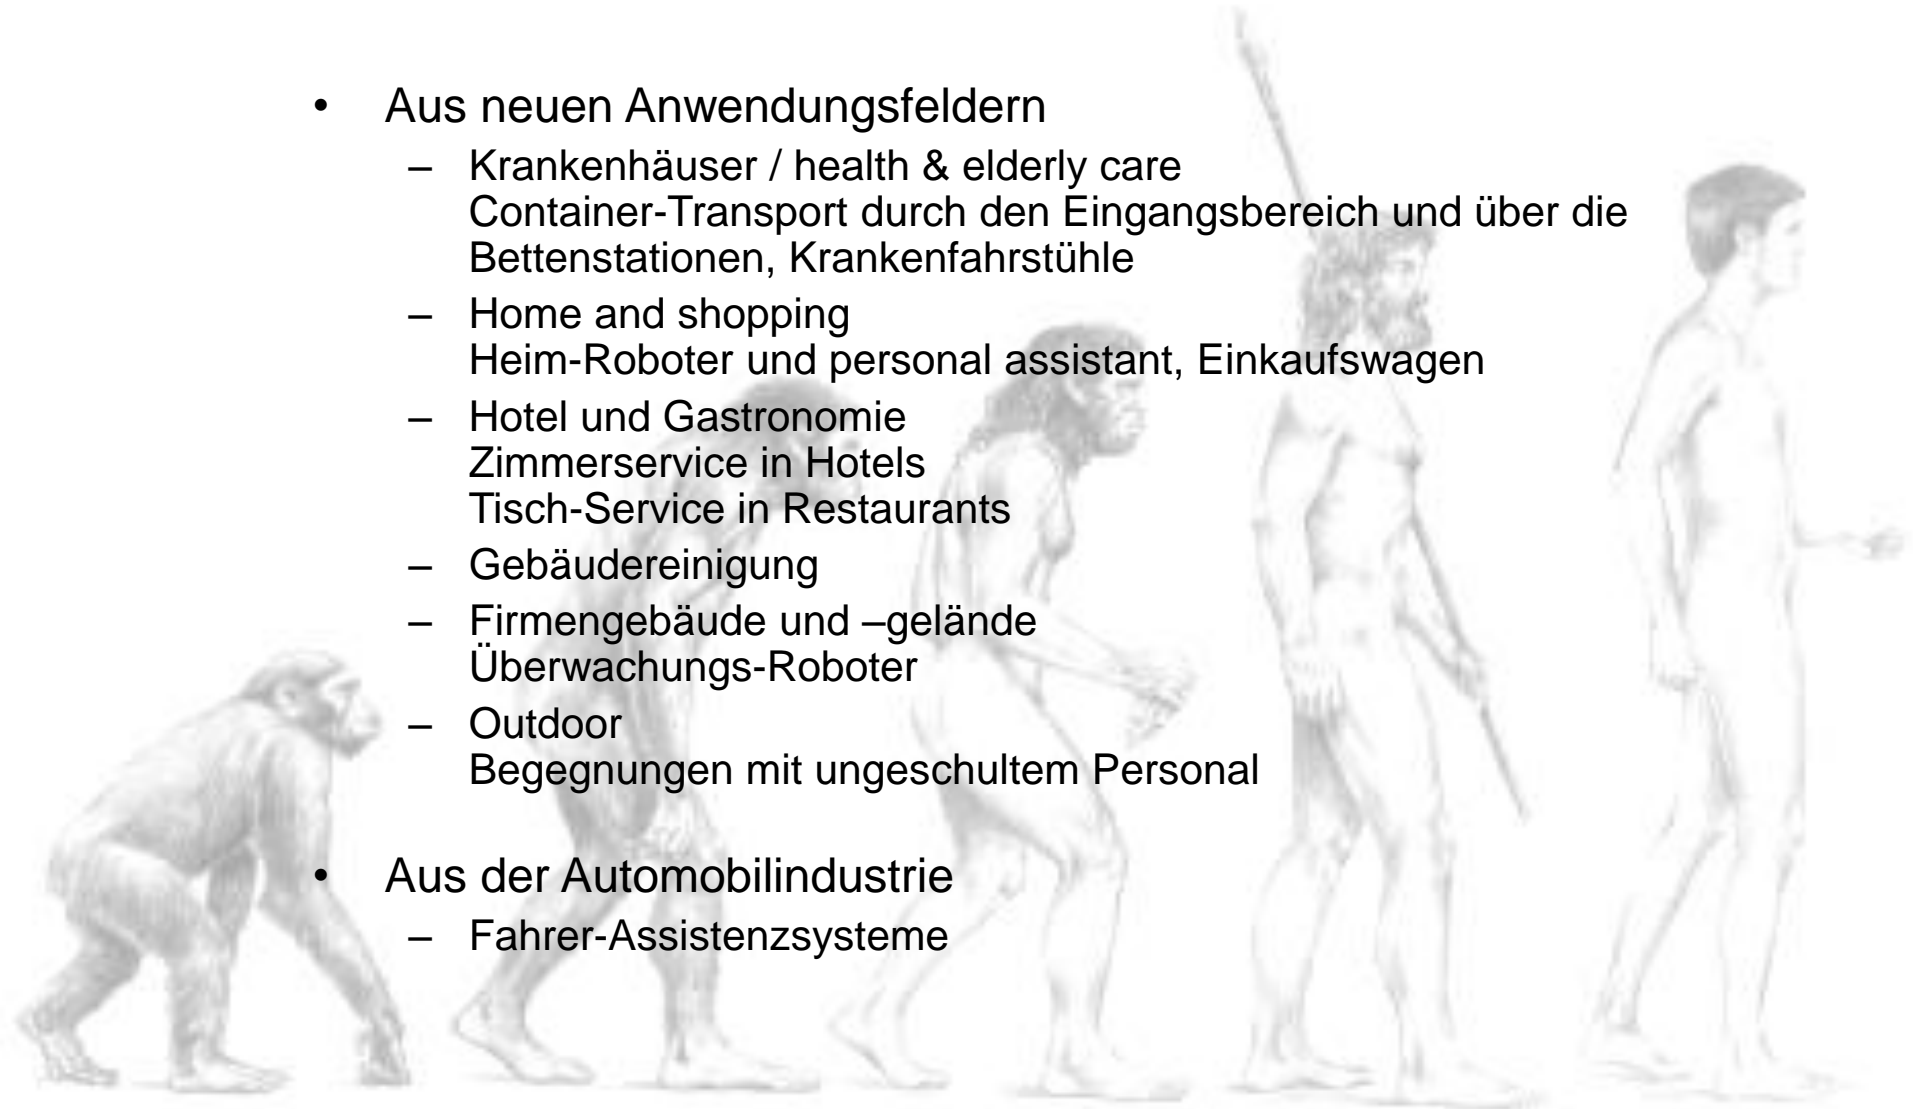 • Aus neuen Anwendungsfeldern
– Krankenhäuser / health & elderly care
Container-Transport durch den Eingangsbereich und über die
Bettenstationen, Krankenfahrstühle
– Home and shopping
Heim-Roboter und personal assistant, Einkaufswagen
– Hotel und Gastronomie
Zimmerservice in Hotels
Tisch-Service in Restaurants
– Gebäudereinigung
– Firmengebäude und –gelände
Überwachungs-Roboter
– Outdoor
Begegnungen mit ungeschultem Personal
• Aus der Automobilindustrie
– Fahrer-Assistenzsysteme